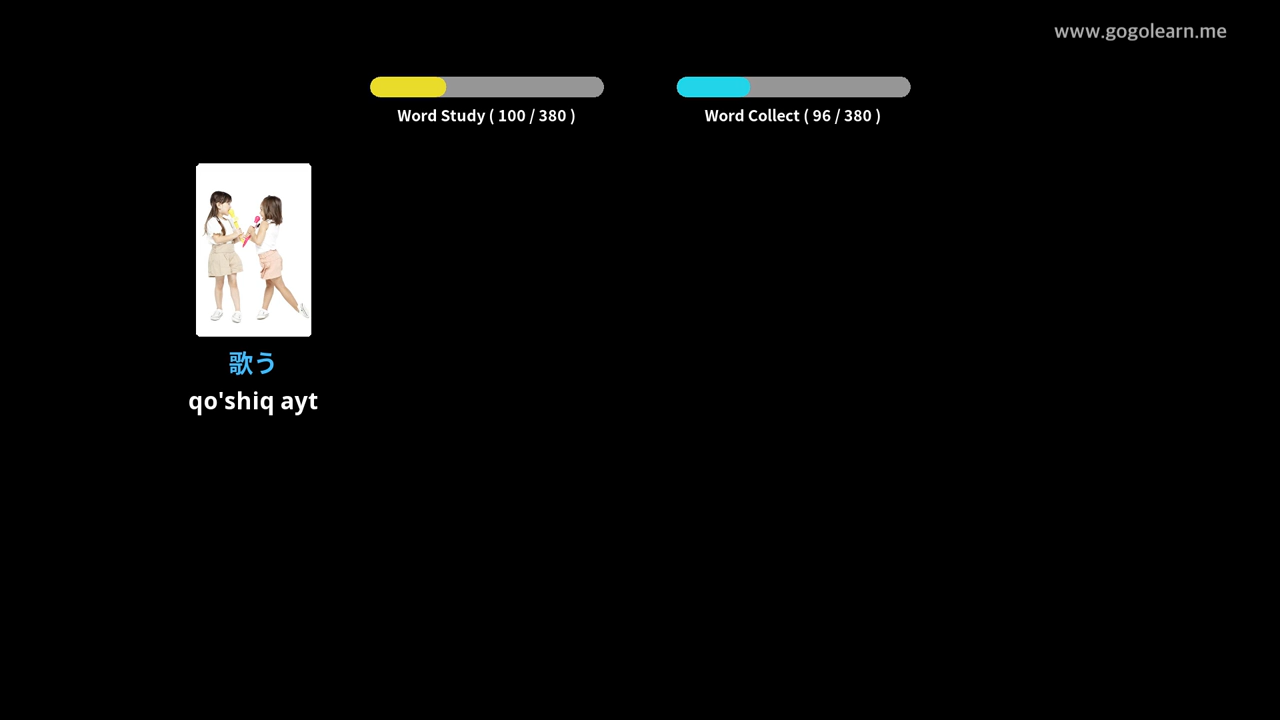 www.gogolearn.me
Word Study ( 100 / 380 )
Word Collect ( 96 / 380 )
歌う
qo'shiq ayt